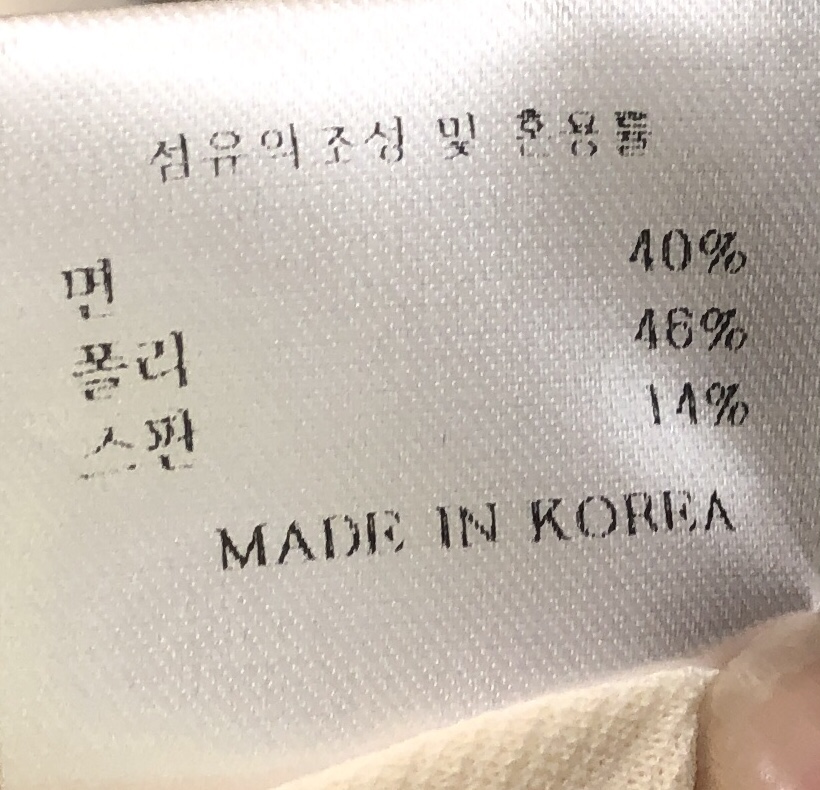 섬유의조성 및 혼용률
면 40%
폴리 46%
스판 14%
MADE IN KOREA